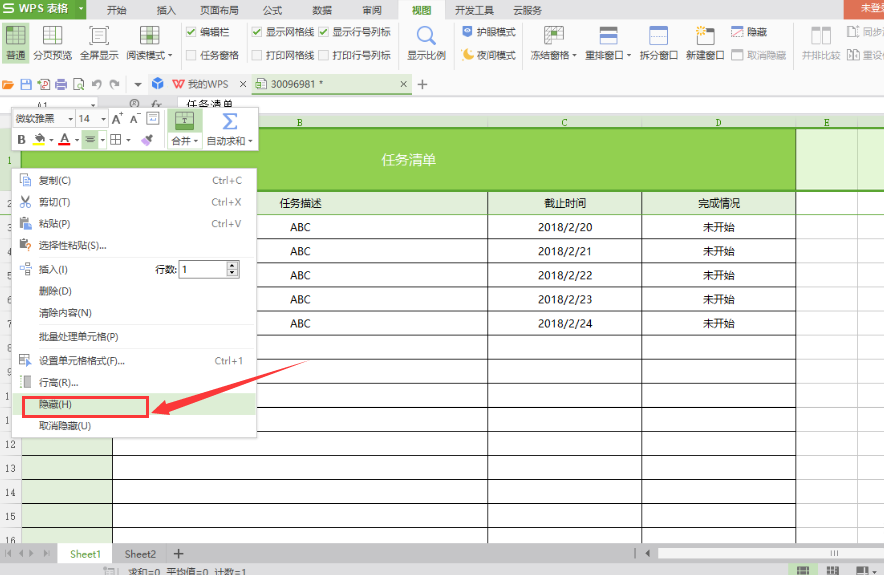 S WPS 表格 开始 插入 页面布局 公式 数据 审阅 视图 开发工具 云服务 未登
编辑栏 显示网格线 显示行号列标 护眼模式 隐藏
普通 分页预览 全屏显示 阅读模式 任务窗格 打印网格线 打印行号列标 显示比例 夜间模式 冻结窗格 重排窗口 拆分窗口 新建窗口 取消隐藏 并排比较
我的WPS 30096981 *
A1 fx 任务清单
微软雅黑 14 A+ A- 合并 自动求和
B A
B C D E
1 任务清单
2 任务描述 截止时间 完成情况
3 ABC 2018/2/20 未开始
4 ABC 2018/2/21 未开始
5 ABC 2018/2/22 未开始
6 ABC 2018/2/23 未开始
7 ABC 2018/2/24 未开始
复制(C) Ctrl+C
剪切(T) Ctrl+X
粘贴(P) Ctrl+V
选择性粘贴(S)...
插入(I) 行数: 1
删除(D)
清除内容(N)
批量处理单元格(P)
设置单元格格式(F)... Ctrl+1
行高(R)...
隐藏(H)
取消隐藏(U)
12
13
14
15
16
Sheet1 Sheet2 +
求和=0 平均值=0 计数=1